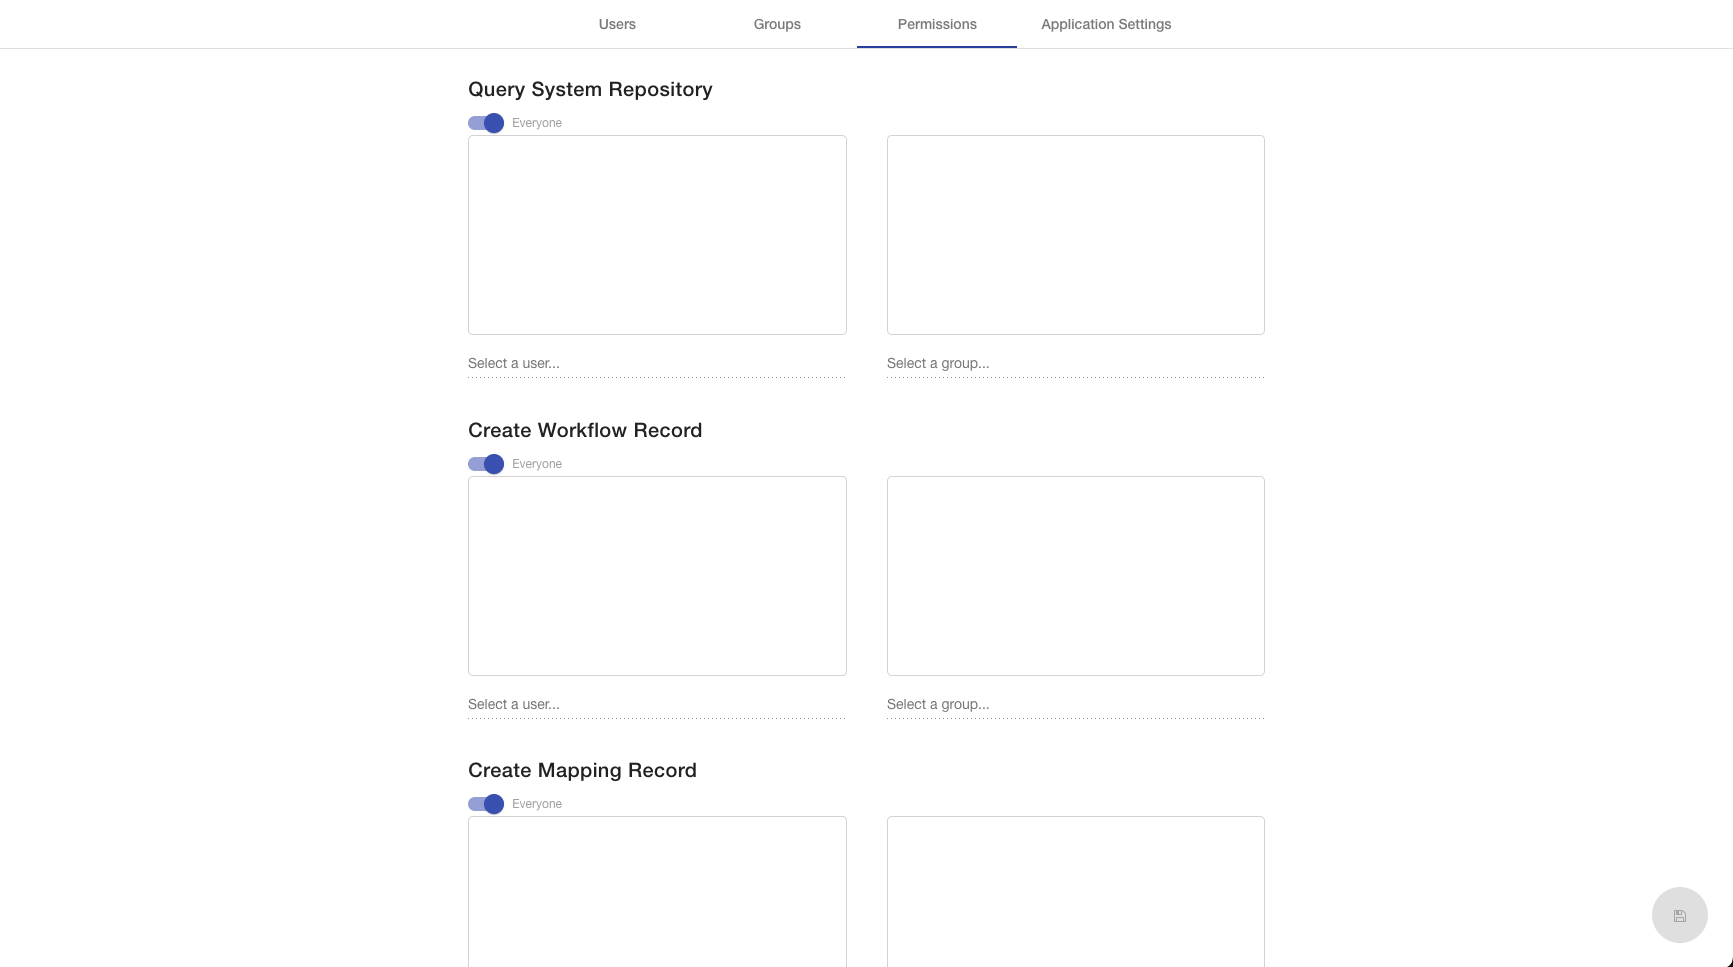 Users
Groups
Permissions
Application Settings
Query System Repository
Everyone
Select a user...
Select a group...
Create Workflow Record
Everyone
Select a user...
Select a group...
Create Mapping Record
Everyone